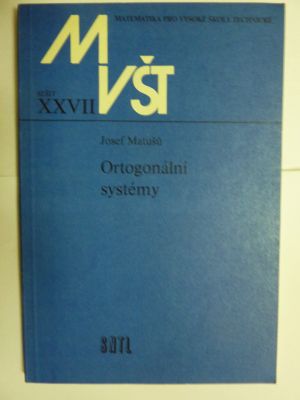 MATEMATIKA PRO VYSOKÉ ŠKOLY TECHNICKÉ
MVŠT
SEŠIT
XXVII
Josef Matušů
Ortogonální
systémy
SNTL